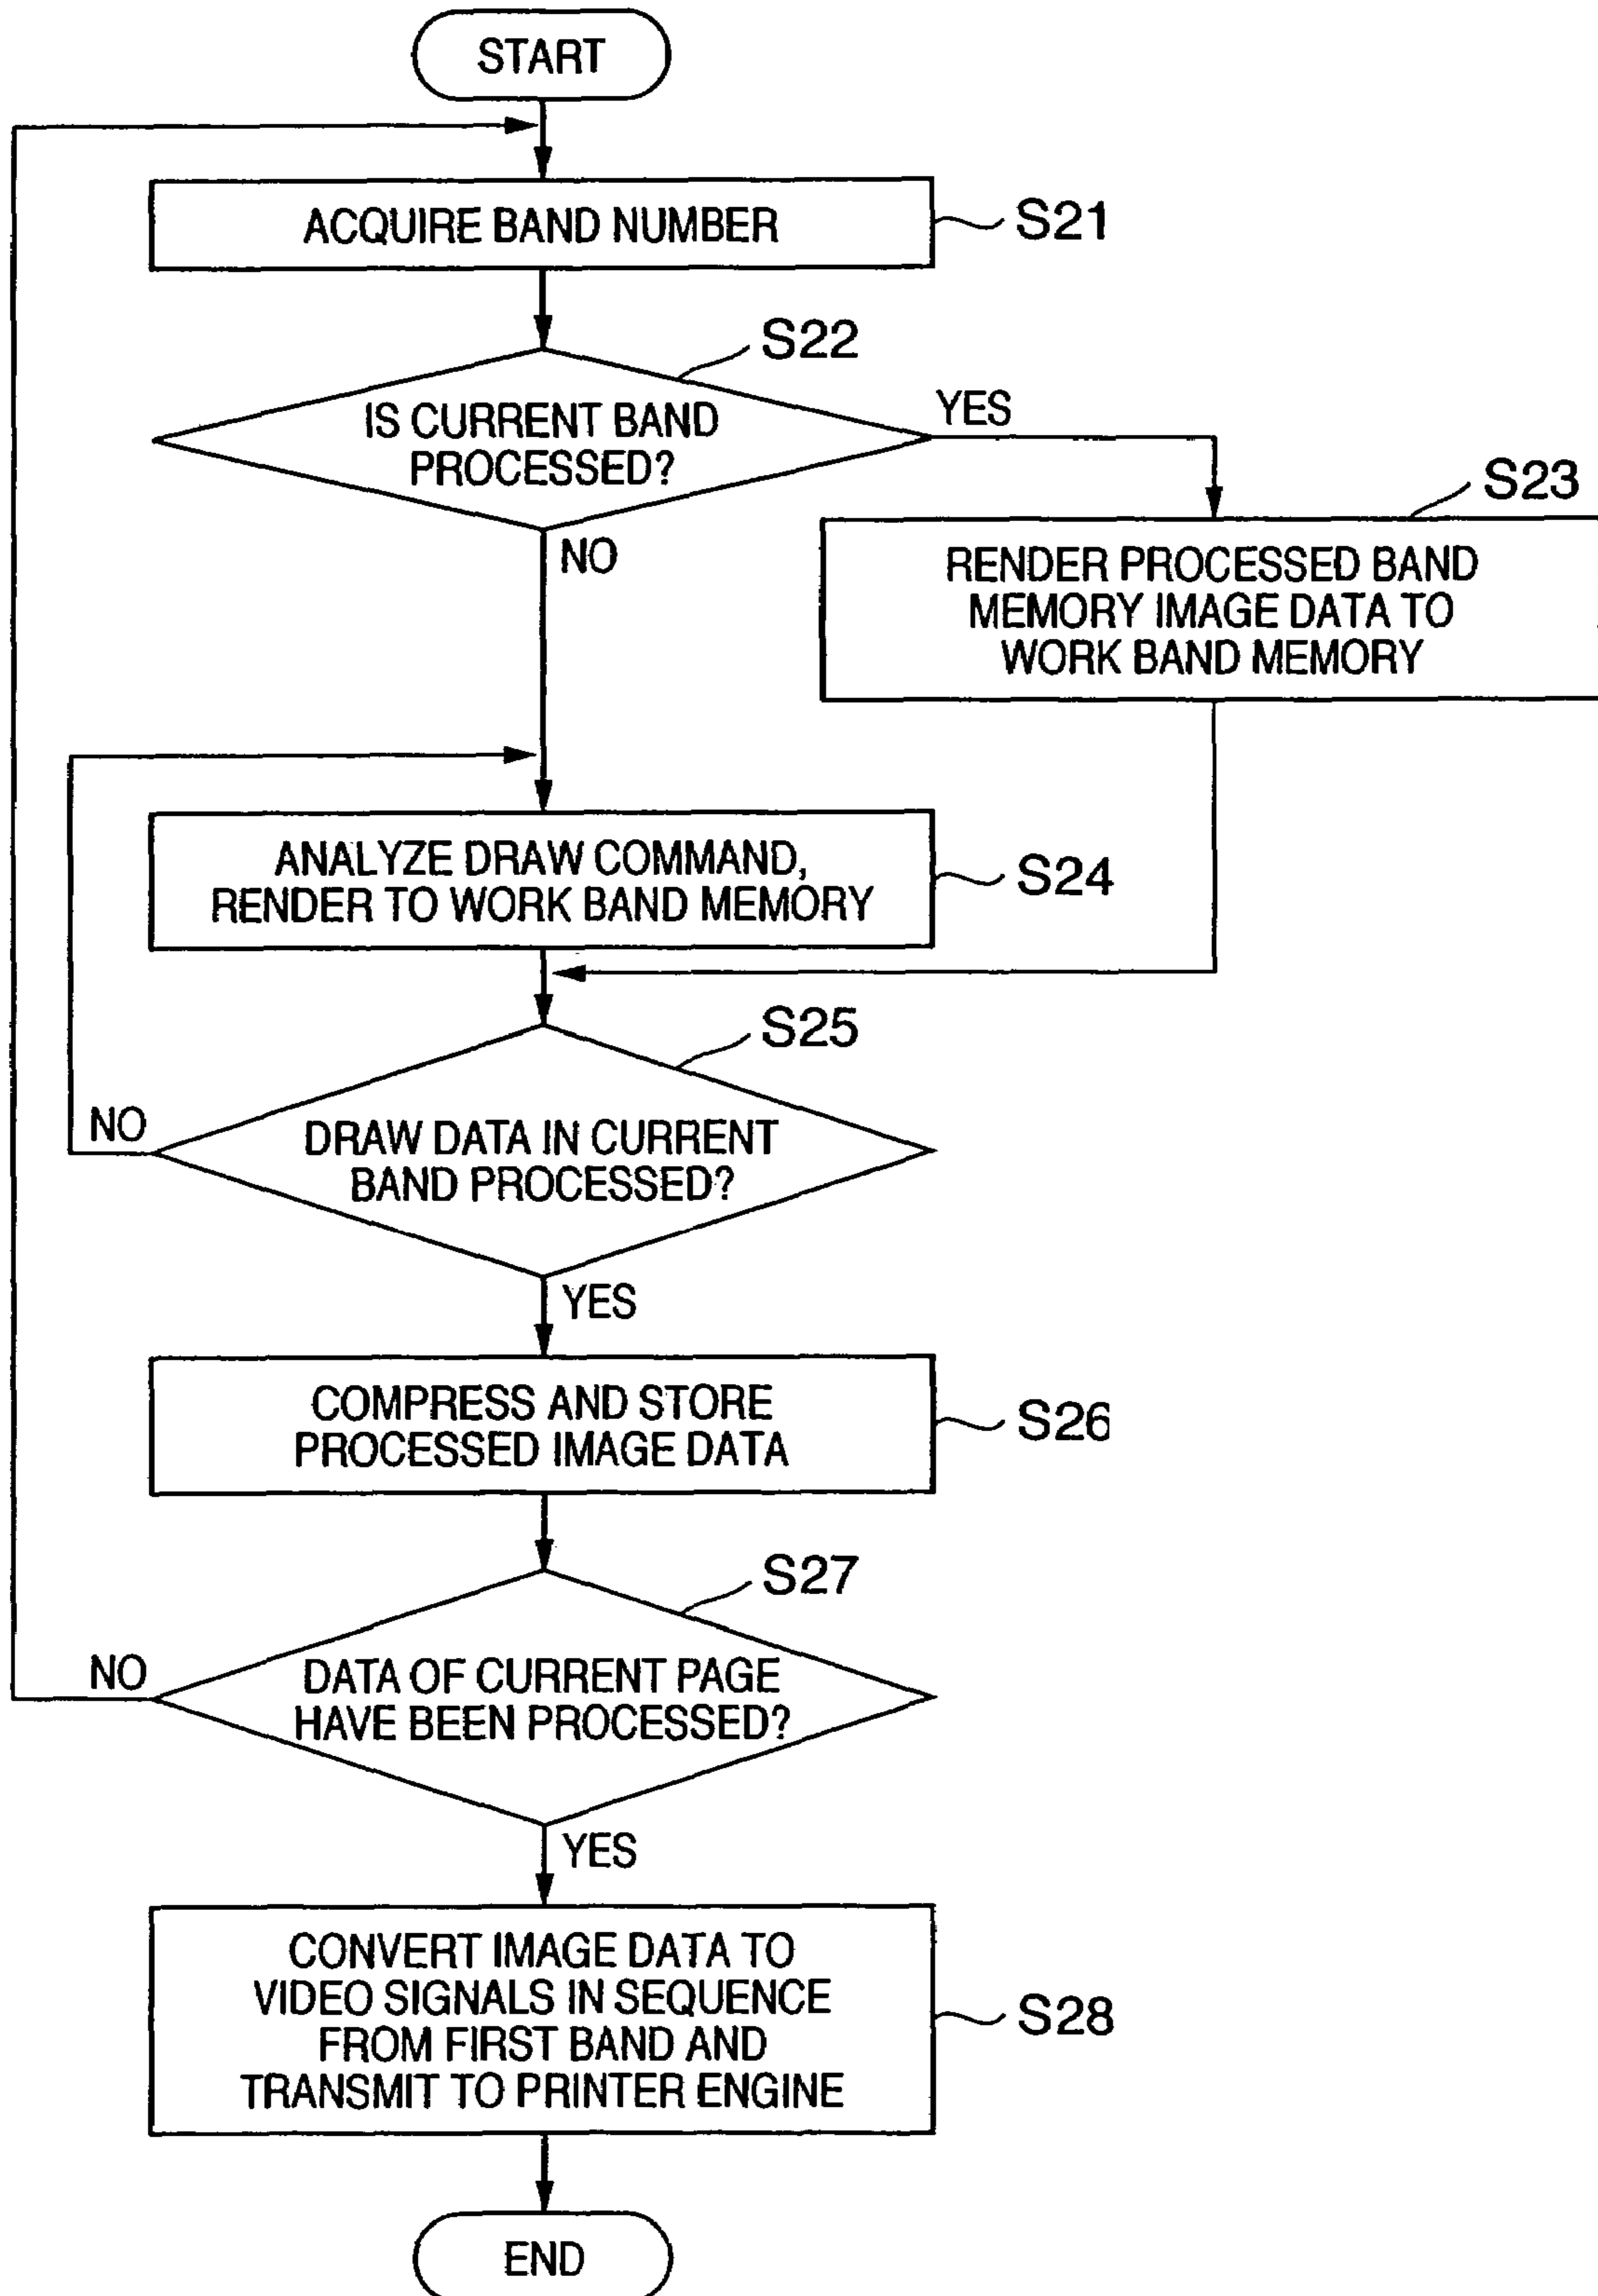 START
ACQUIRE BAND NUMBER
S21
S22
IS CURRENT BAND
PROCESSED?
YES
NO
S23
RENDER PROCESSED BAND
MEMORY IMAGE DATA TO
WORK BAND MEMORY
ANALYZE DRAW COMMAND,
RENDER TO WORK BAND MEMORY
S24
S25
NO
DRAW DATA IN CURRENT
BAND PROCESSED?
YES
COMPRESS AND STORE
PROCESSED IMAGE DATA
S26
S27
NO
DATA OF CURRENT PAGE
HAVE BEEN PROCESSED?
YES
CONVERT IMAGE DATA TO
VIDEO SIGNALS IN SEQUENCE
FROM FIRST BAND AND
TRANSMIT TO PRINTER ENGINE
S28
END